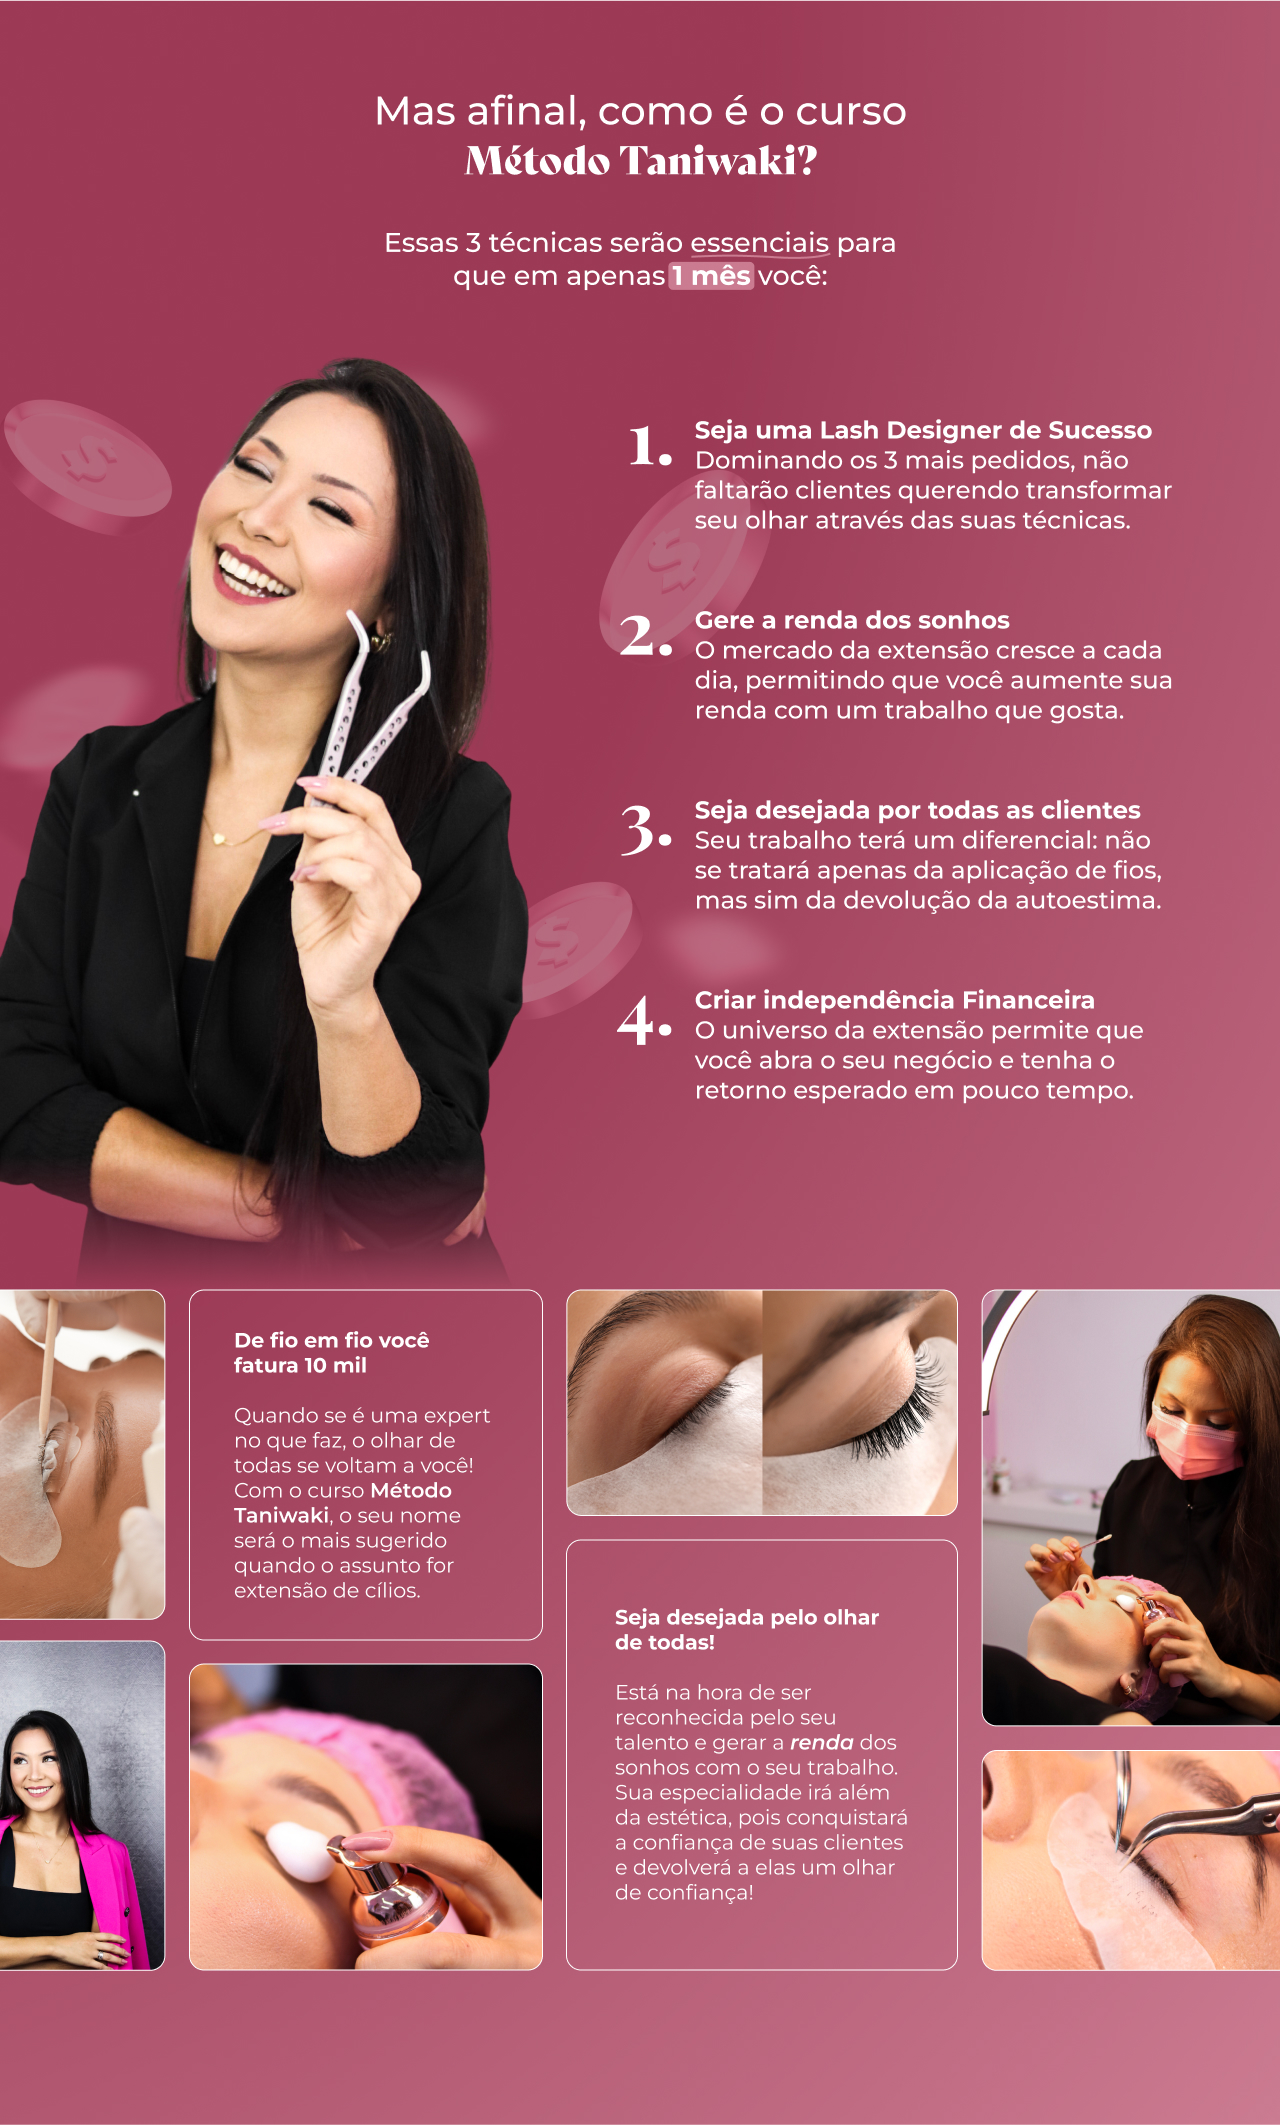 Mas afinal, como é o curso
Método Taniwaki?
Essas 3 técnicas serão essenciais para
que em apenas 1 mês você:
1. Seja uma Lash Designer de Sucesso
Dominando os 3 mais pedidos, não
faltarão clientes querendo transformar
seu olhar através das suas técnicas.
2. Gere a renda dos sonhos
O mercado da extensão cresce a cada
dia, permitindo que você aumente sua
renda com um trabalho que gosta.
3. Seja desejada por todas as clientes
Seu trabalho terá um diferencial: não
se tratará apenas da aplicação de fios,
mas sim da devolução da autoestima.
4. Criar independência Financeira
O universo da extensão permite que
você abra o seu negócio e tenha o
retorno esperado em pouco tempo.
De fio em fio você
fatura 10 mil
Quando se é uma expert
no que faz, o olhar de
todas se voltam a você!
Com o curso Método
Taniwaki, o seu nome
será o mais sugerido
quando o assunto for
extensão de cílios.
Seja desejada pelo olhar
de todas!
Está na hora de ser
reconhecida pelo seu
talento e gerar a renda dos
sonhos com o seu trabalho.
Sua especialidade irá além
da estética, pois conquistará
a confiança de suas clientes
e devolverá a elas um olhar
de confiança!